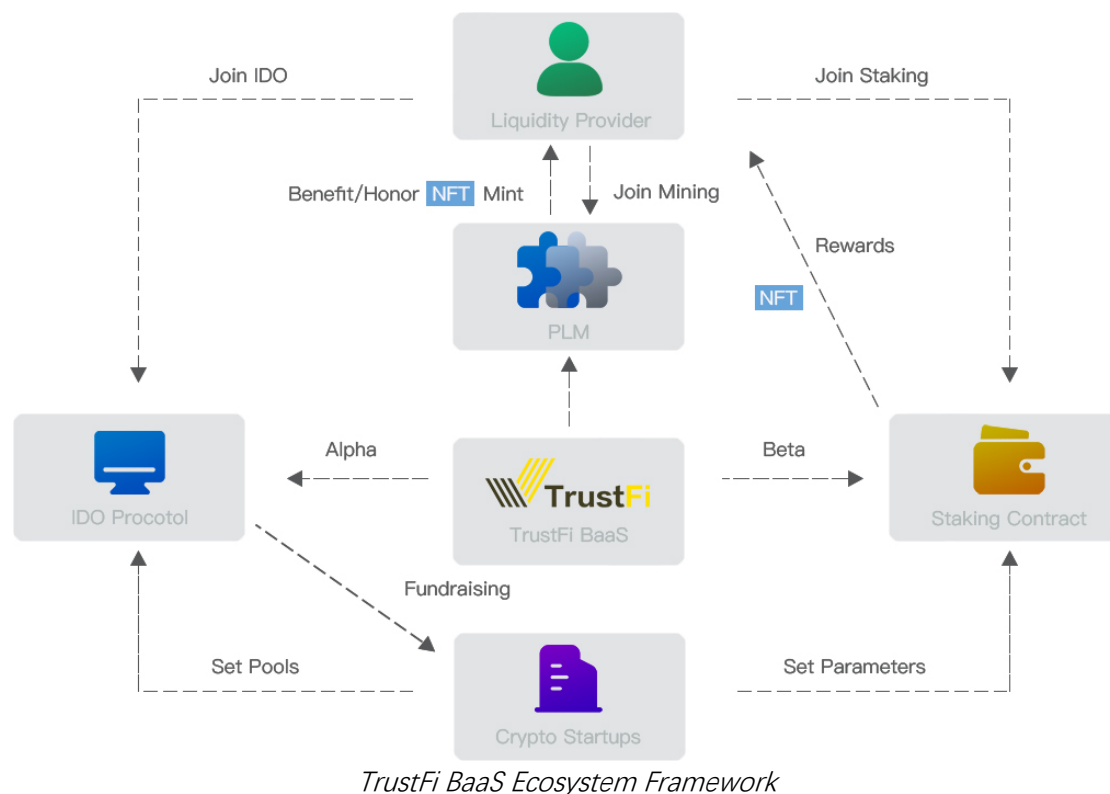 Join IDO
Join Staking
Liquidity Provider
Benefit/Honor NFT Mint
Join Mining
Rewards
NFT
PLM
Alpha
Beta
TrustFi
IDO Procotol
TrustFi BaaS
Staking Contract
Fundraising
Set Pools
Set Parameters
Crypto Startups
TrustFi BaaS Ecosystem Framework